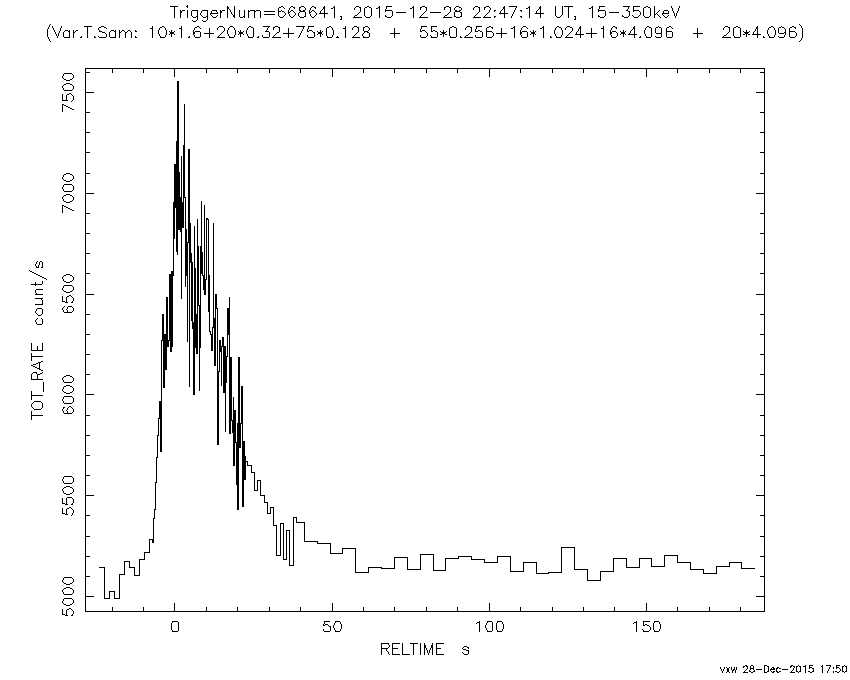 TriggerNum=668641, 2015-12-28 22:47:14 UT, 15-350keV
(Var.T.Sam: 10*1.6+20*0.32+75*0.128 + 55*0.256+16*1.024+16*4.096 + 20*4.096)
TOT_RATE count/s
7500
7000
6500
6000
5500
5000
0 50 100 150
RELTIME s
vxw 28-Dec-2015 17:50